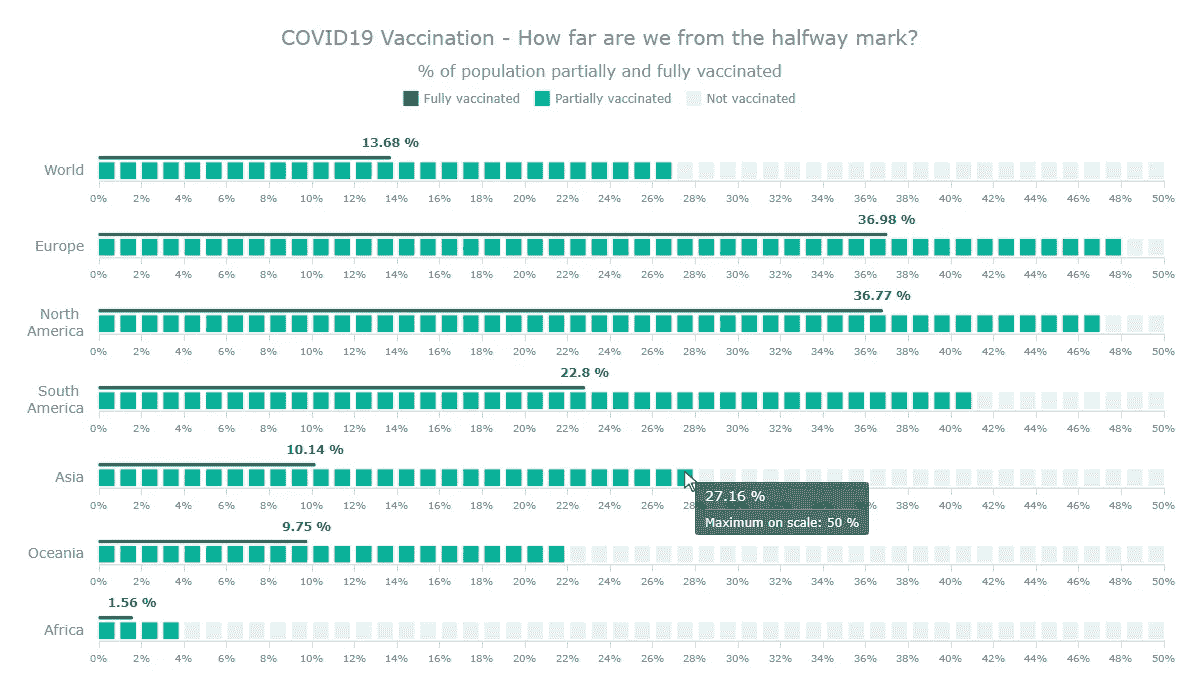 COVID19 Vaccination - How far are we from the halfway mark?
% of population partially and fully vaccinated
Fully vaccinated Partially vaccinated Not vaccinated
13.68 %
World
0% 2% 4% 6% 8% 10% 12% 14% 16% 18% 20% 22% 24% 26% 28% 30% 32% 34% 36% 38% 40% 42% 44% 46% 48% 50%
36.98 %
Europe
0% 2% 4% 6% 8% 10% 12% 14% 16% 18% 20% 22% 24% 26% 28% 30% 32% 34% 36% 38% 40% 42% 44% 46% 48% 50%
36.77 %
North
America
0% 2% 4% 6% 8% 10% 12% 14% 16% 18% 20% 22% 24% 26% 28% 30% 32% 34% 36% 38% 40% 42% 44% 46% 48% 50%
22.8 %
South
America
0% 2% 4% 6% 8% 10% 12% 14% 16% 18% 20% 22% 24% 26% 28% 30% 32% 34% 36% 38% 40% 42% 44% 46% 48% 50%
10.14 %
Asia
27.16 %
Maximum on scale: 50 %
0% 2% 4% 6% 8% 10% 12% 14% 16% 18% 20% 22% 24% 26% 28% 30% 32% 34% 36% 38% 40% 42% 44% 46% 48% 50%
9.75 %
Oceania
0% 2% 4% 6% 8% 10% 12% 14% 16% 18% 20% 22% 24% 26% 28% 30% 32% 34% 36% 38% 40% 42% 44% 46% 48% 50%
1.56 %
Africa
0% 2% 4% 6% 8% 10% 12% 14% 16% 18% 20% 22% 24% 26% 28% 30% 32% 34% 36% 38% 40% 42% 44% 46% 48% 50%